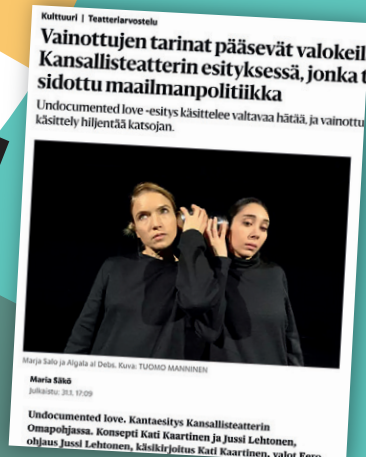 Kulttuuri | Teatteriarvostelu
Vainottujen tarinat pääsevät valokeil
Kansallisteatterin esityksessä, jonka t
sidottu maailmanpolitiikka
Undocumented love -esitys käsittelee valtavaa hätää, ja vainottu
käsittely hiljentää katsojan.
Marja Salo ja Algala al Debs. Kuva: TUOMO MANNINEN
Maria Säkö
Julkaistu: 31.1. 17:09
Undocumented love. Kantaesitys Kansallisteatterin
Omapohjassa. Konsepti Kati Kaartinen ja Jussi Lehtonen,
ohjaus Jussi Lehtonen, käsikirjoitus Kati Kaartinen, valot Eero